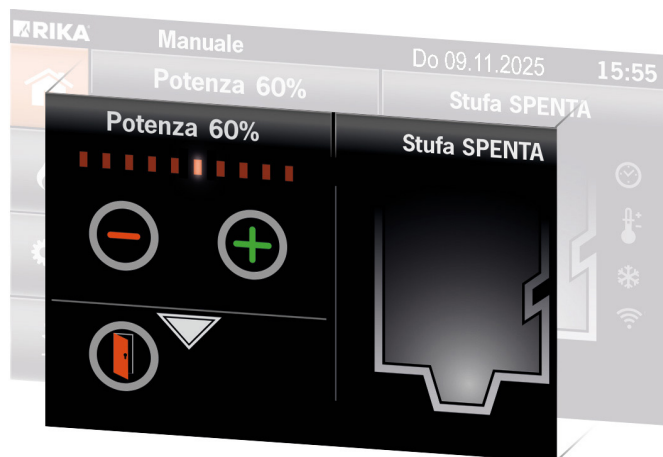 RIKA
Manuale
Do 09.11.2025
15:55
Potenza 60%
Stufa SPENTA
Potenza 60%
Stufa SPENTA